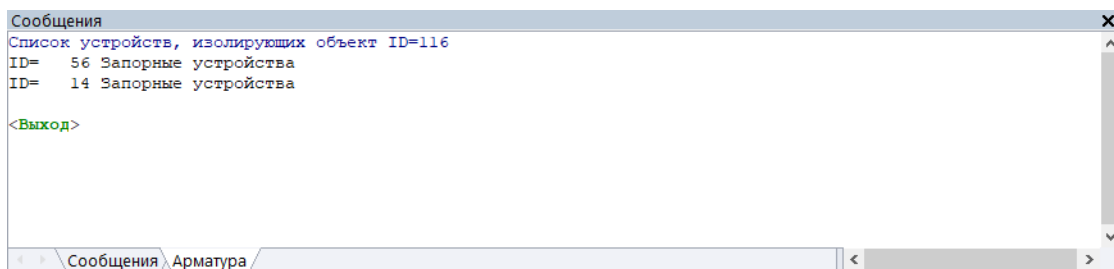 Сообщения
Список устройств, изолирующих объект ID=116
ID=   56 Запорные устройства
ID=   14 Запорные устройства
<Выход>
Сообщения Арматура